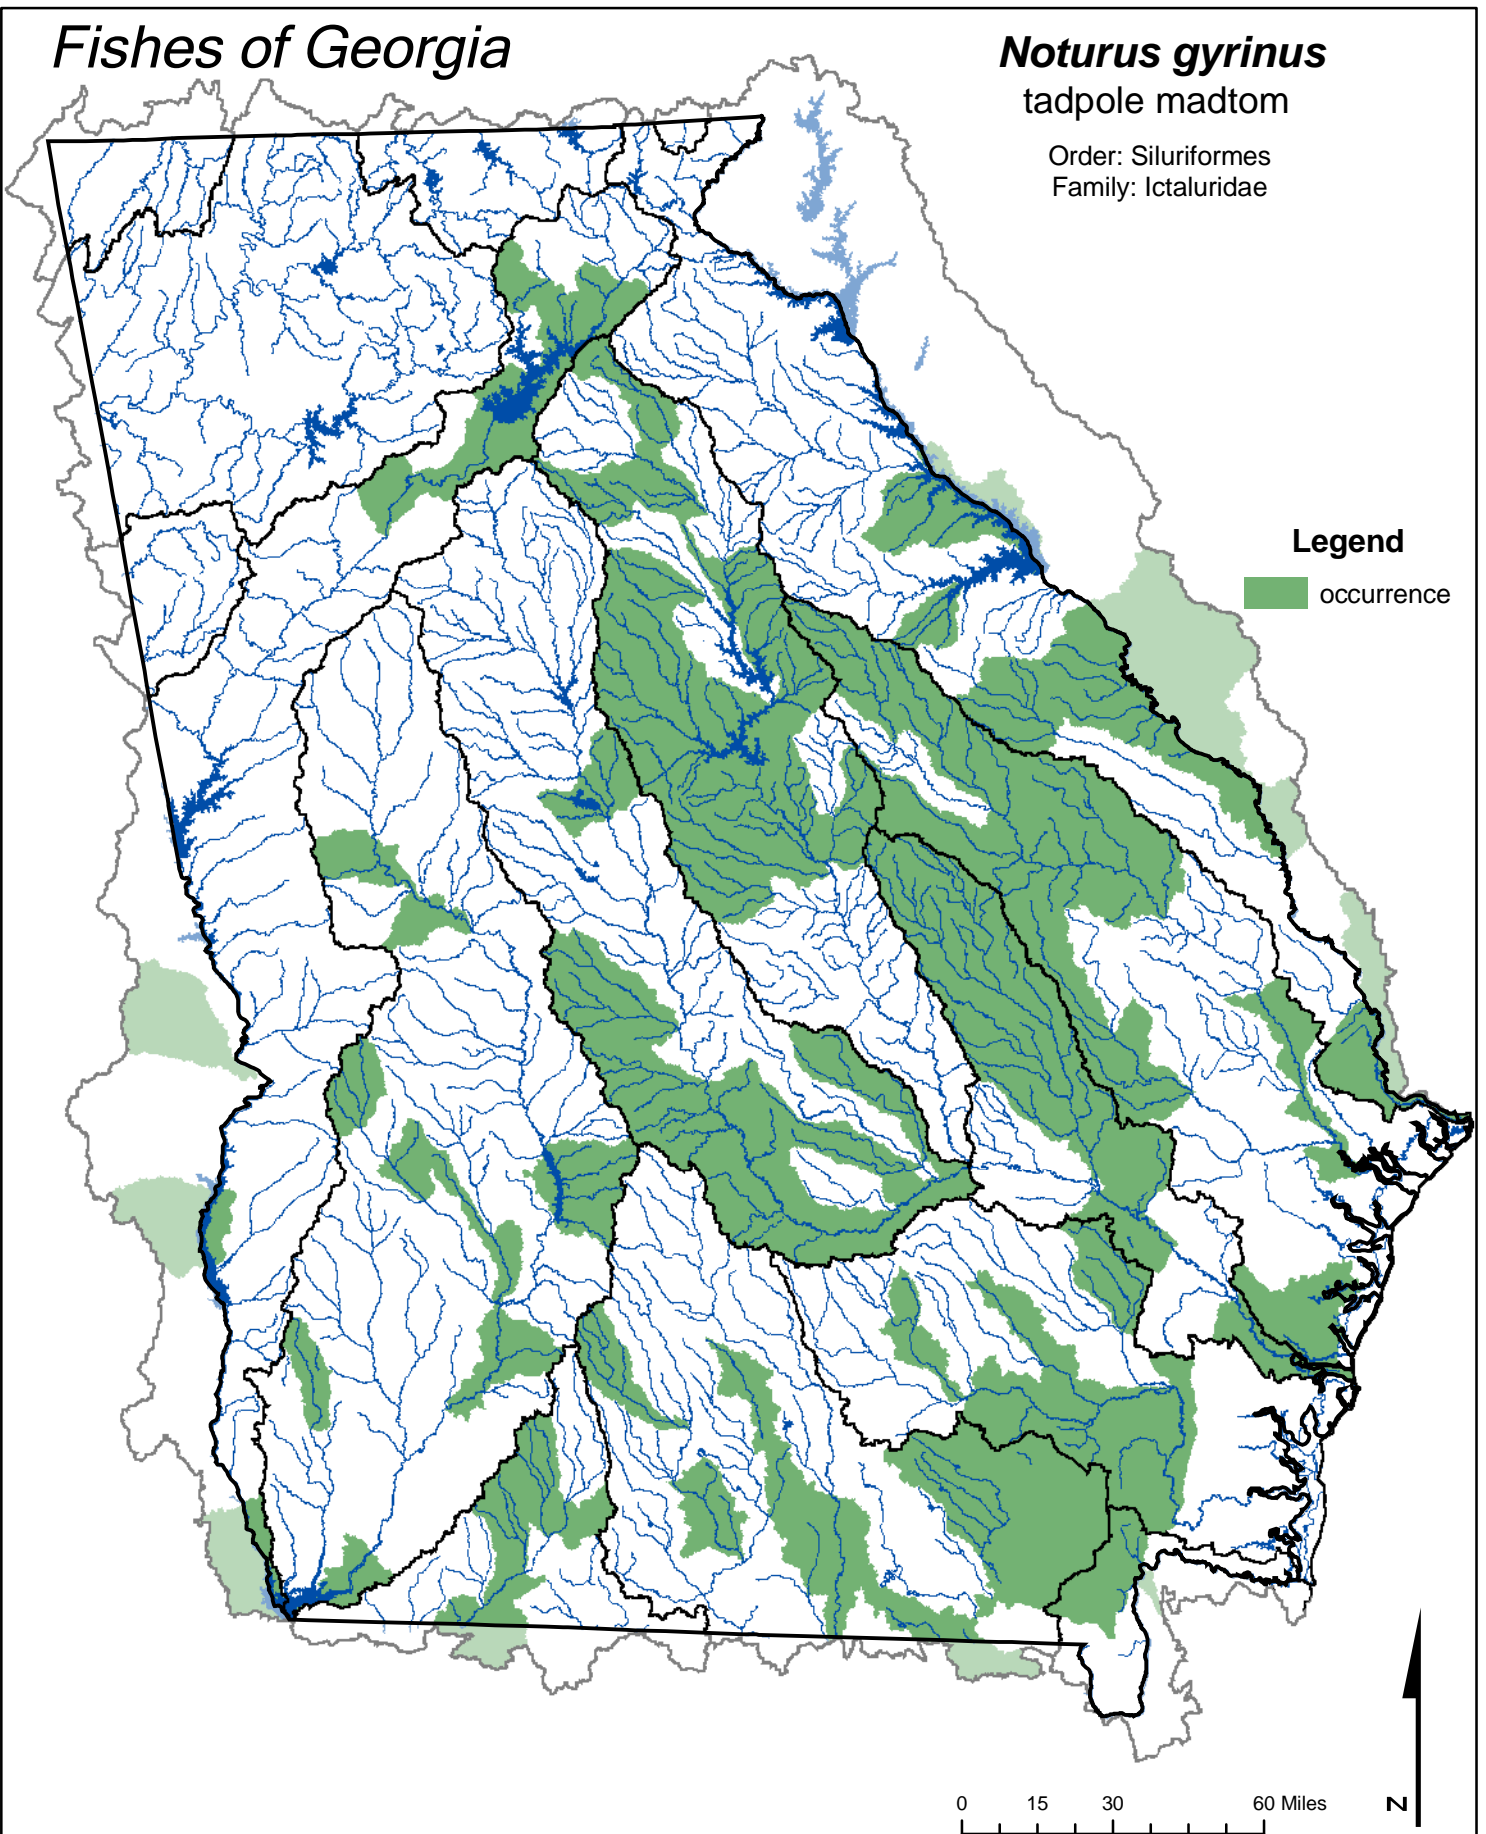 Fishes of Georgia
Noturus gyrinus
tadpole madtom
Order: Siluriformes
Family: Ictaluridae
Legend
occurrence
0 15 30 60 Miles
N